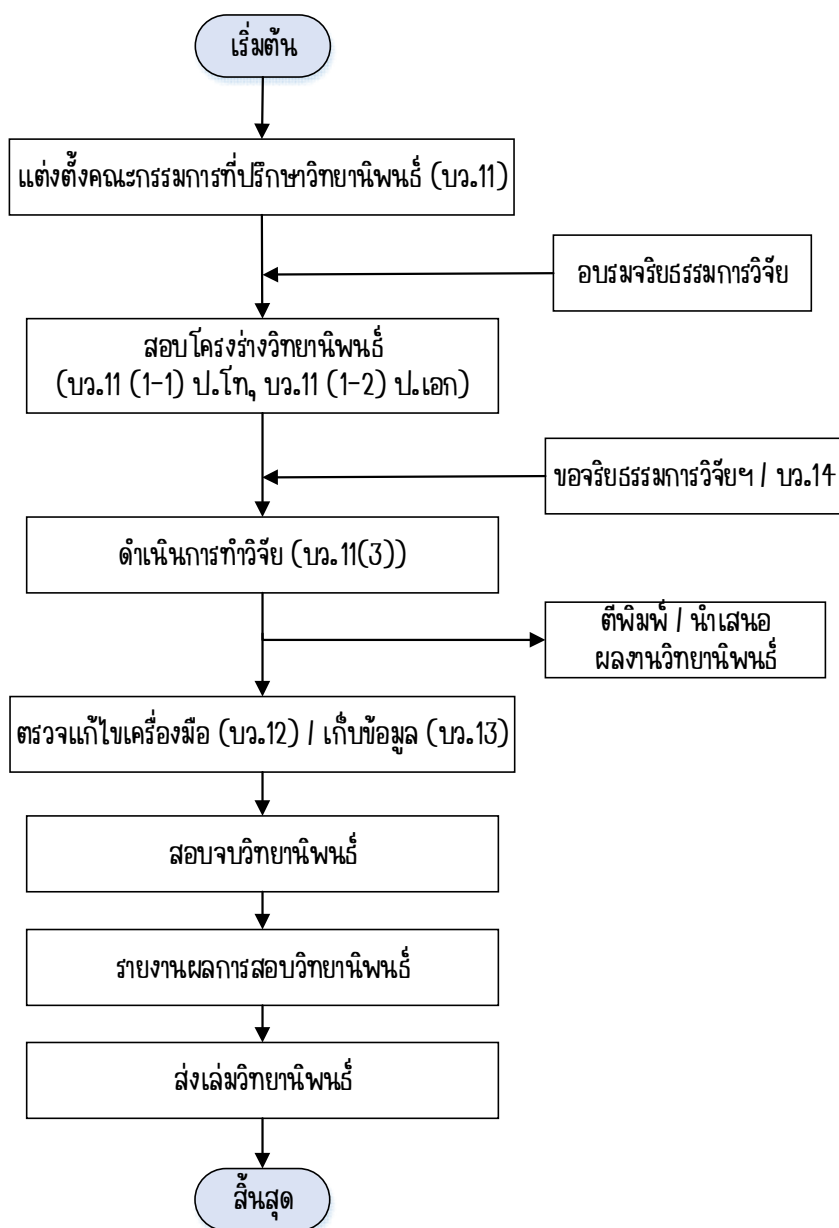 เริ่มต้น
แต่งตั้งคณะกรรมการที่ปรึกษาวิทยานิพนธ์ (บว.11)
อบรมจริยธรรมการวิจัย
สอบโครงร่างวิทยานิพนธ์
(บว.11 (1-1) ป.โท, บว.11 (1-2) ป.เอก)
ขอจริยธรรมการวิจัยฯ / บว.14
ดำเนินการทำวิจัย (บว.11(3))
ตีพิมพ์ / นำเสนอ
ผลงานวิทยานิพนธ์
ตรวจแก้ไขเครื่องมือ (บว.12) / เก็บข้อมูล (บว.13)
สอบจบวิทยานิพนธ์
รายงานผลการสอบวิทยานิพนธ์
ส่งเล่มวิทยานิพนธ์
สิ้นสุด